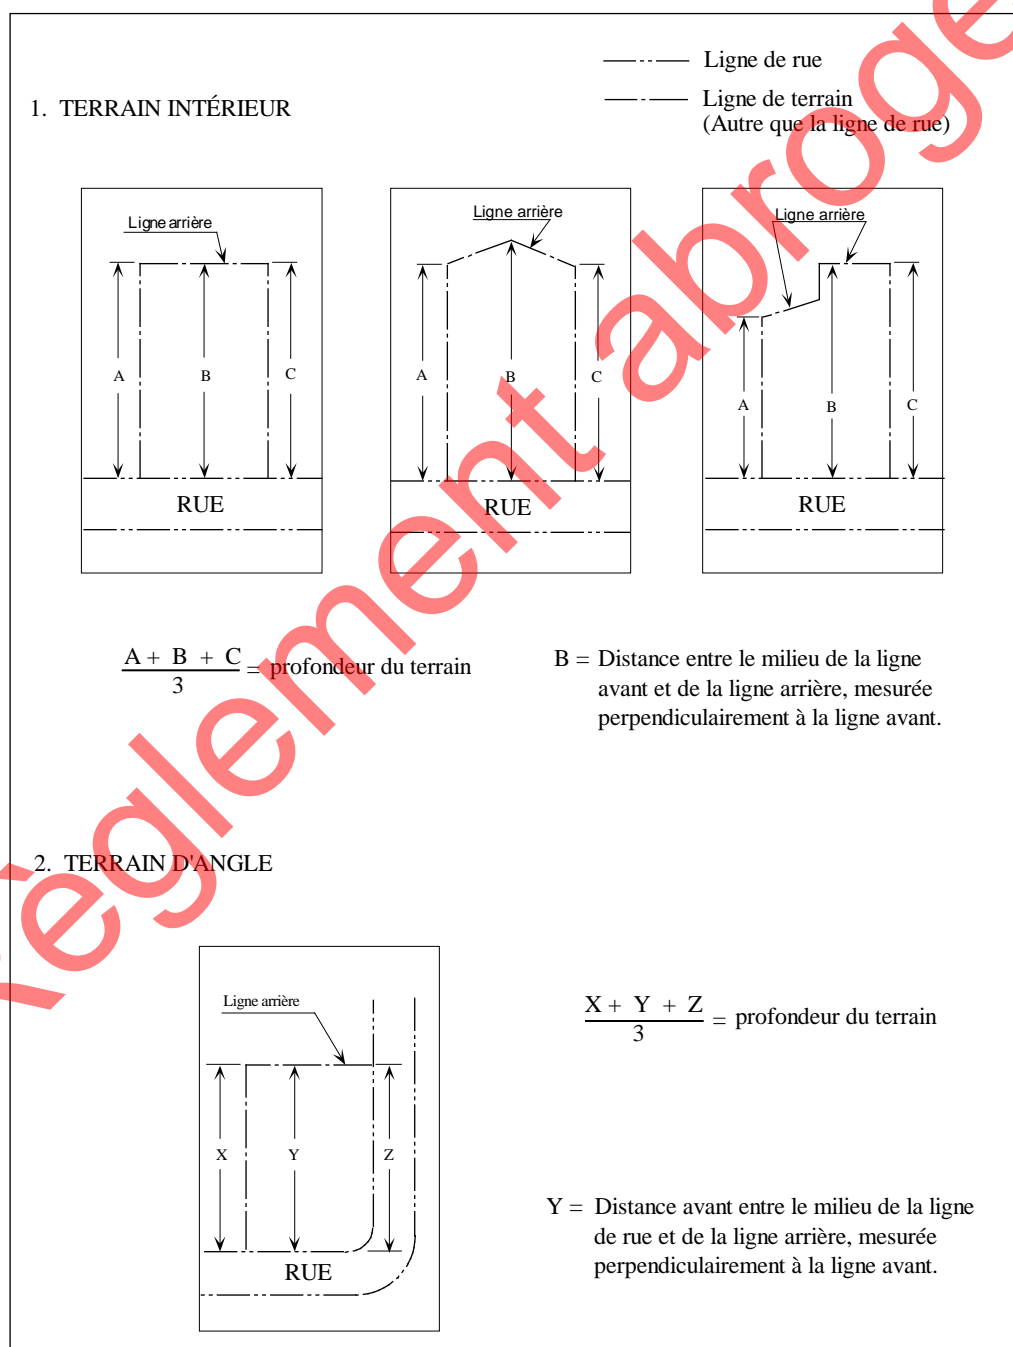 Ligne de rue
1. TERRAIN INTÉRIEUR
Ligne de terrain
(Autre que la ligne de rue)
Ligne arrière
A B C
RUE
Ligne arrière
A B C
RUE
Ligne arrière
A B C
RUE
A + B + C
3
= profondeur du terrain
B = Distance entre le milieu de la ligne
avant et de la ligne arrière, mesurée
perpendiculairement à la ligne avant.
2. TERRAIN D'ANGLE
Ligne arrière
X Y Z
RUE
X + Y + Z
3
= profondeur du terrain
Y = Distance avant entre le milieu de la ligne
de rue et de la ligne arrière, mesurée
perpendiculairement à la ligne avant.
Règlement abrogé